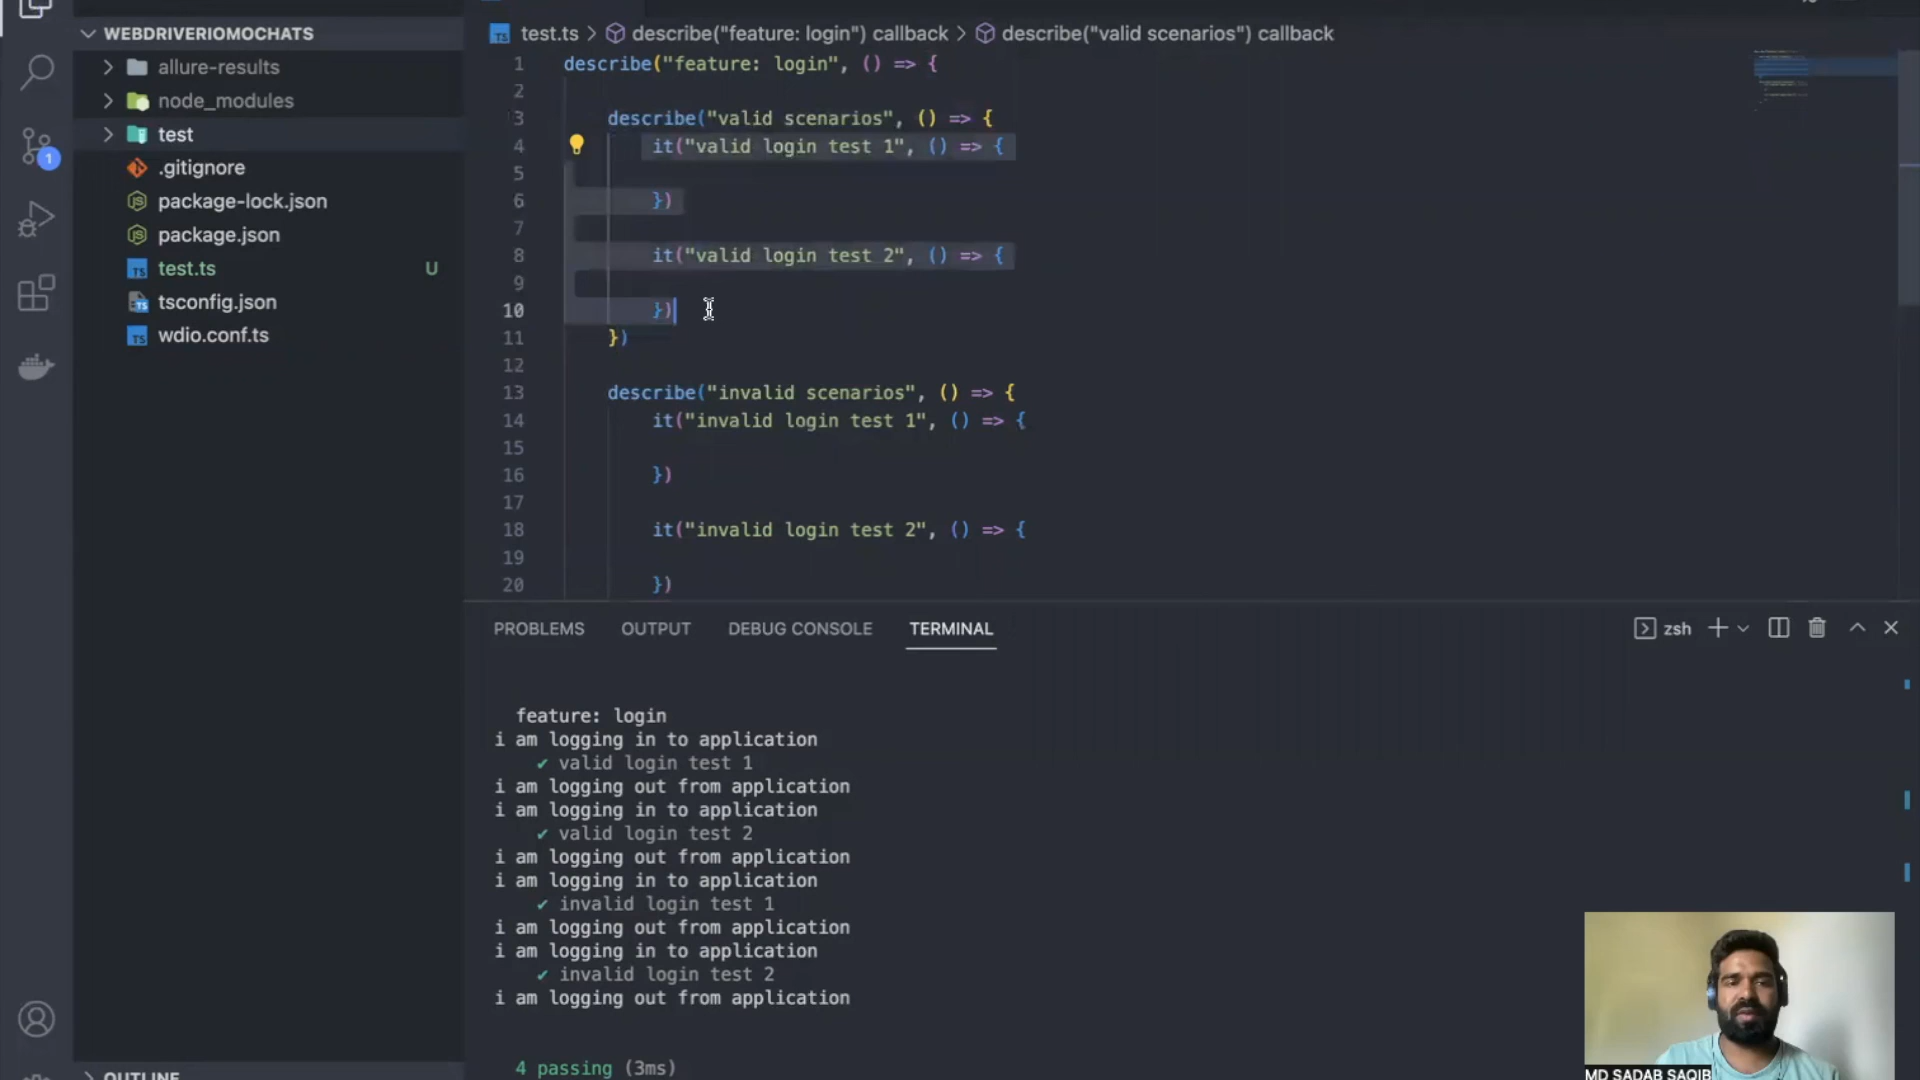 WEBDRIVERIOMOCHATS
allure-results
node_modules
test
.gitignore
package-lock.json
package.json
test.ts U
tsconfig.json
wdio.conf.ts
OUTLINE
1
TS test.ts > describe("feature: login") callback > describe("valid scenarios") callback
1 describe("feature: login", () => {
2
3 describe("valid scenarios", () => {
4 it("valid login test 1", () => {
5
6 })
7
8 it("valid login test 2", () => {
9
10 })
11 })
12
13 describe("invalid scenarios", () => {
14 it("invalid login test 1", () => {
15
16 })
17
18 it("invalid login test 2", () => {
19
20 })
PROBLEMS OUTPUT DEBUG CONSOLE TERMINAL zsh
feature: login
i am logging in to application
✔ valid login test 1
i am logging out from application
i am logging in to application
✔ valid login test 2
i am logging out from application
i am logging in to application
✔ invalid login test 1
i am logging out from application
i am logging in to application
✔ invalid login test 2
i am logging out from application
4 passing (3ms)
MD SADAB SAQIB